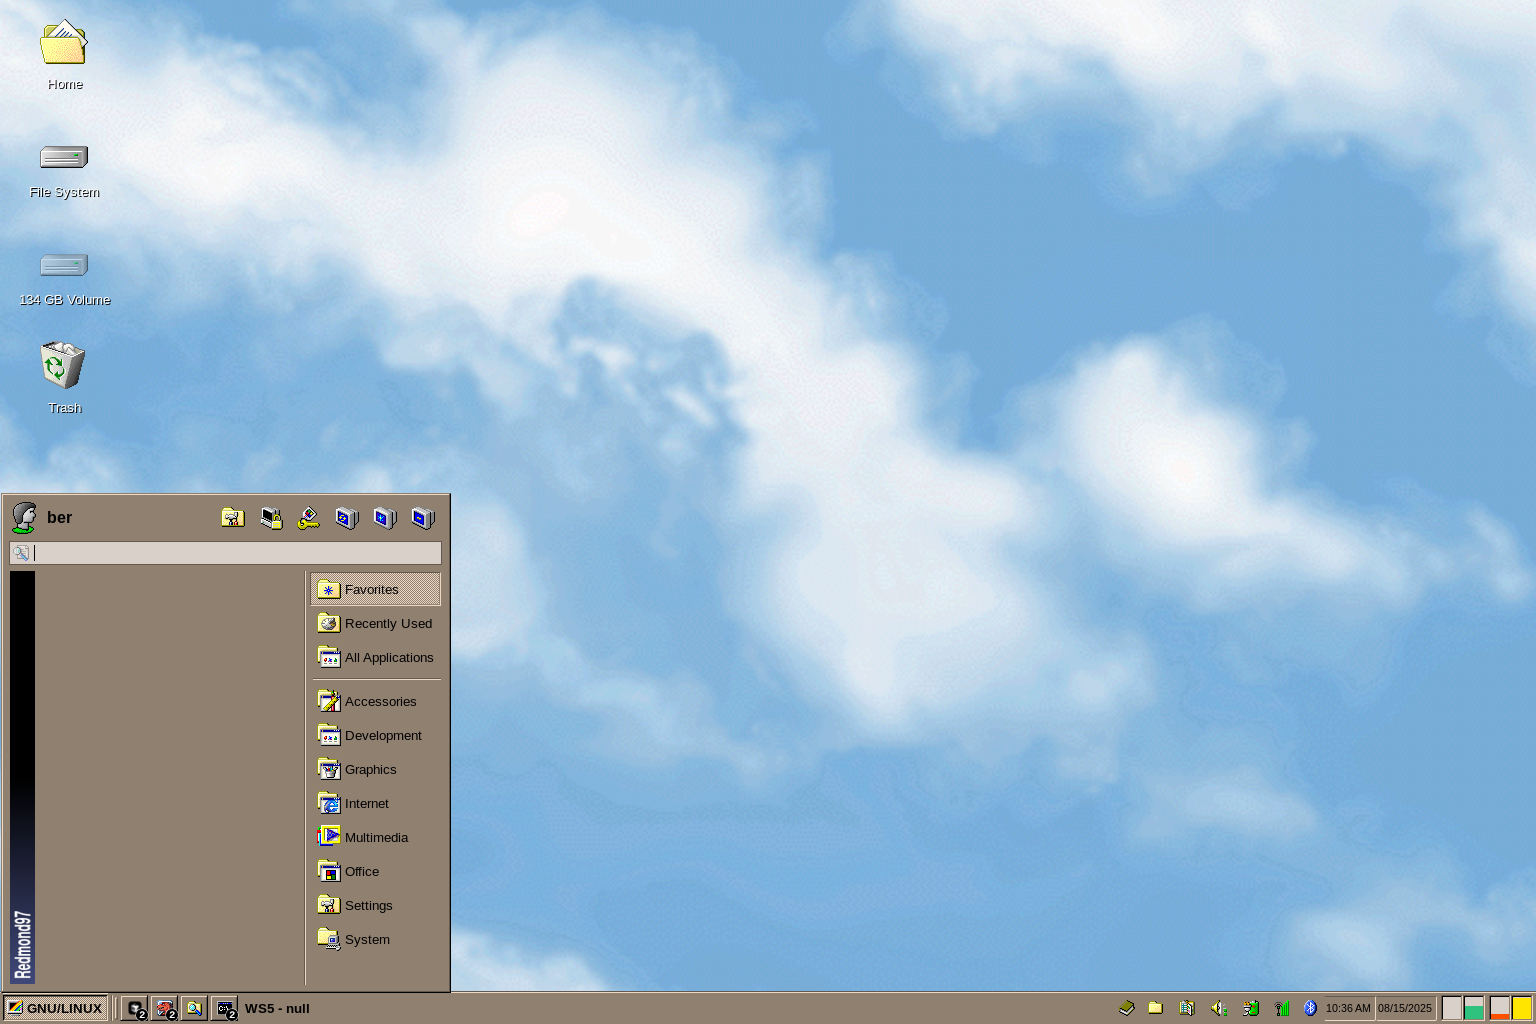 Home
File System
134 GB Volume
Trash
ber
Favorites
Recently Used
All Applications
Accessories
Development
Graphics
Internet
Multimedia
Office
Settings
System
Redmond97
GNU/LINUX
2
2
2
WS5 - null
10:36 AM
08/15/2025